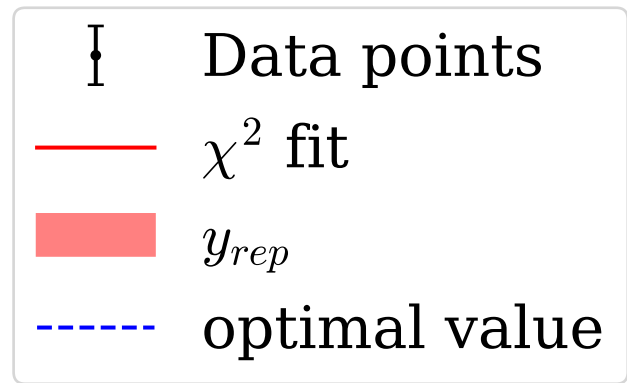 Data points
χ² fit
y_rep
optimal value